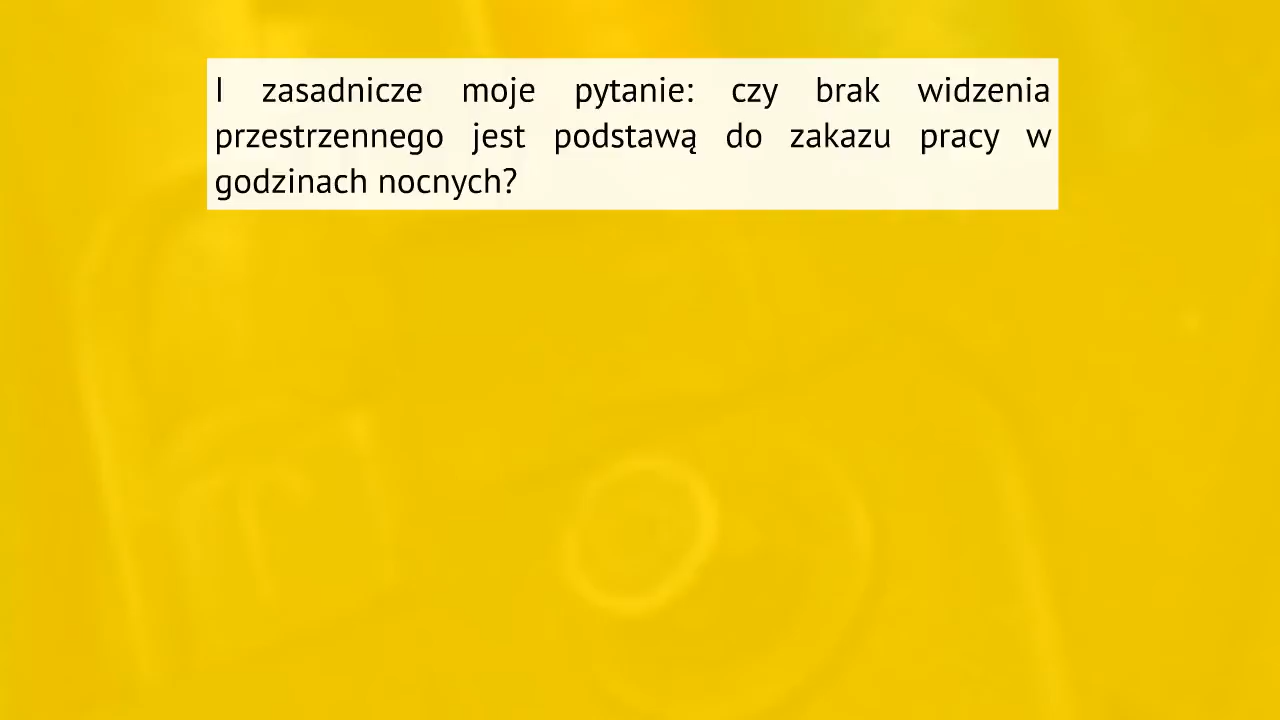 I zasadnicze moje pytanie: czy brak widzenia
przestrzennego jest podstawą do zakazu pracy w
godzinach nocnych?